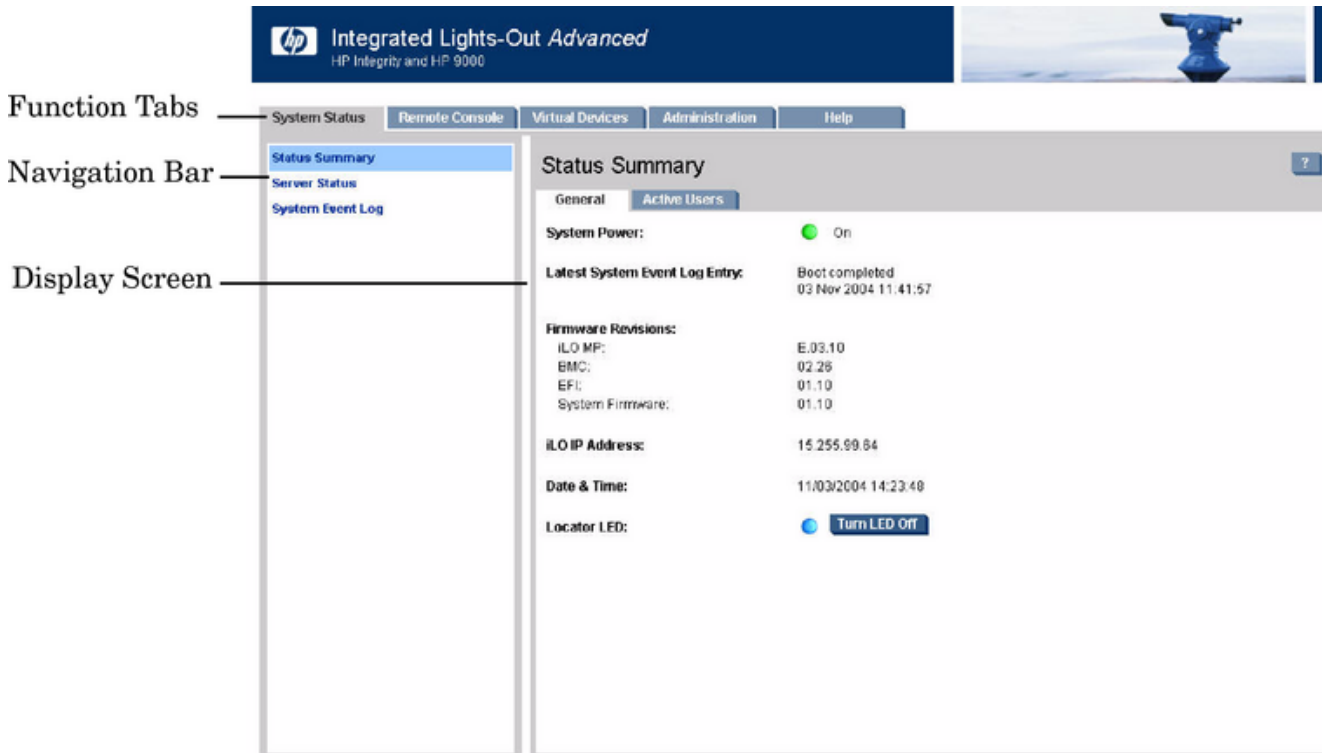 hp
Integrated Lights-Out Advanced
HP Integrity and HP 9000
Function Tabs
System Status Remote Console Virtual Devices Administration Help
Navigation Bar
Status Summary
Server Status
System Event Log
Display Screen
Status Summary ?
General Active Users
System Power: On
Latest System Event Log Entry: Boot completed
03 Nov 2004 11:41:57
Firmware Revisions:
iLO MP: E.03.10
BMC: 02.26
EFI: 01.10
System Firmware: 01.10
iLO IP Address: 15.255.99.64
Date & Time: 11/03/2004 14:23:48
Locator LED: Turn LED Off